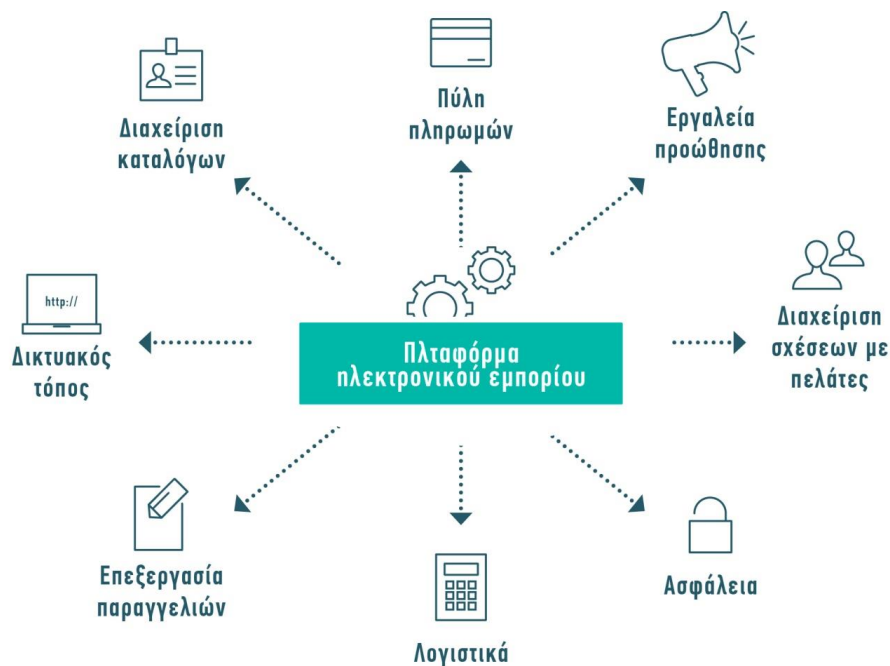 Πύλη
πληρωμών
Εργαλεία
προώθησης
Διαχείριση
καταλόγων
http://
Δικτυακός
τόπος
Πλταφόρμα
ηλεκτρονικού εμπορίου
Διαχείριση
σχέσεων με
πελάτες
Επεξεργασία
παραγγελιών
Λογιστικά
Ασφάλεια